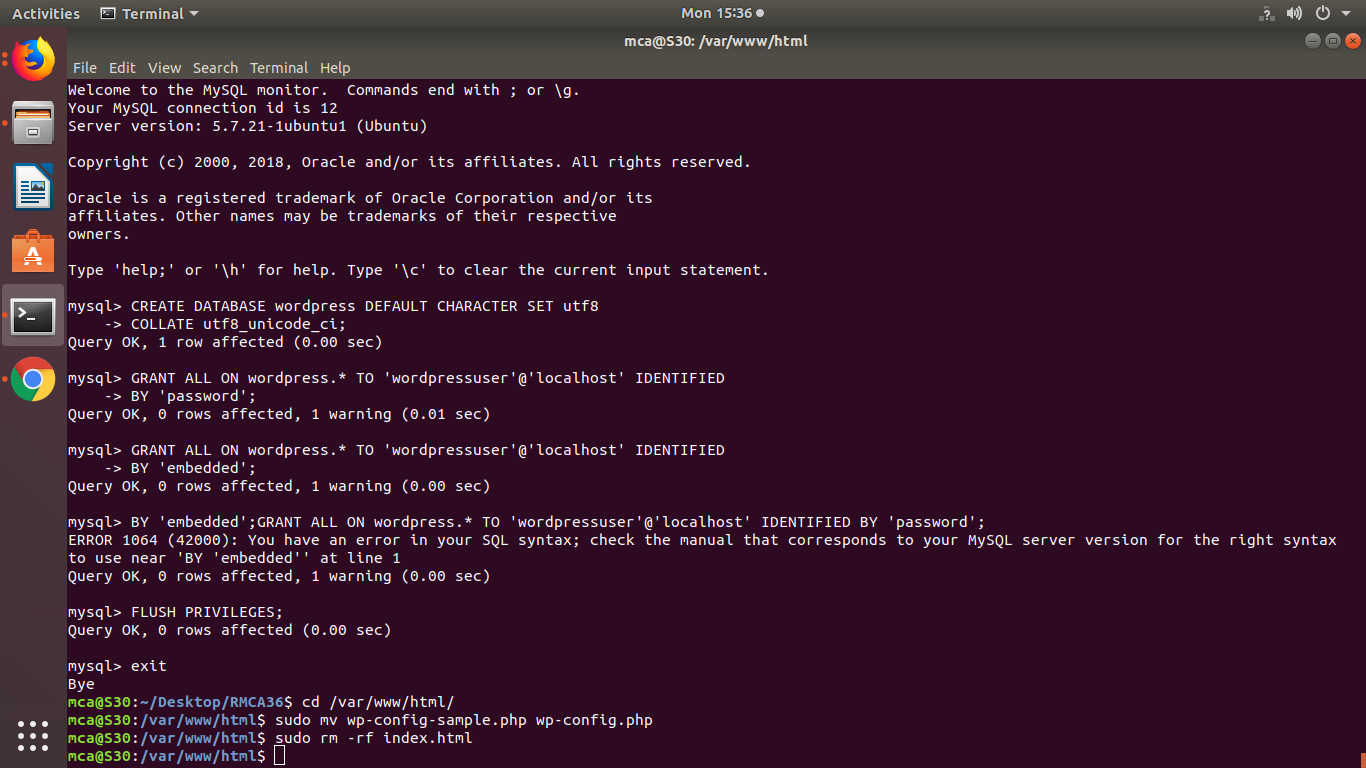 Activities Terminal Mon 15:36
mca@S30: /var/www/html
File Edit View Search Terminal Help
Welcome to the MySQL monitor.  Commands end with ; or \g.
Your MySQL connection id is 12
Server version: 5.7.21-1ubuntu1 (Ubuntu)
Copyright (c) 2000, 2018, Oracle and/or its affiliates. All rights reserved.
Oracle is a registered trademark of Oracle Corporation and/or its
affiliates. Other names may be trademarks of their respective
owners.
Type 'help;' or '\h' for help. Type '\c' to clear the current input statement.
mysql> CREATE DATABASE wordpress DEFAULT CHARACTER SET utf8
    -> COLLATE utf8_unicode_ci;
Query OK, 1 row affected (0.00 sec)
mysql> GRANT ALL ON wordpress.* TO 'wordpressuser'@'localhost' IDENTIFIED
    -> BY 'password';
Query OK, 0 rows affected, 1 warning (0.01 sec)
mysql> GRANT ALL ON wordpress.* TO 'wordpressuser'@'localhost' IDENTIFIED
    -> BY 'embedded';
Query OK, 0 rows affected, 1 warning (0.00 sec)
mysql> BY 'embedded';GRANT ALL ON wordpress.* TO 'wordpressuser'@'localhost' IDENTIFIED BY 'password';
ERROR 1064 (42000): You have an error in your SQL syntax; check the manual that corresponds to your MySQL server version for the right syntax
to use near 'BY 'embedded'' at line 1
Query OK, 0 rows affected, 1 warning (0.00 sec)
mysql> FLUSH PRIVILEGES;
Query OK, 0 rows affected (0.00 sec)
mysql> exit
Bye
mca@S30:~/Desktop/RMCA36$ cd /var/www/html/
mca@S30:/var/www/html$ sudo mv wp-config-sample.php wp-config.php
mca@S30:/var/www/html$ sudo rm -rf index.html
mca@S30:/var/www/html$